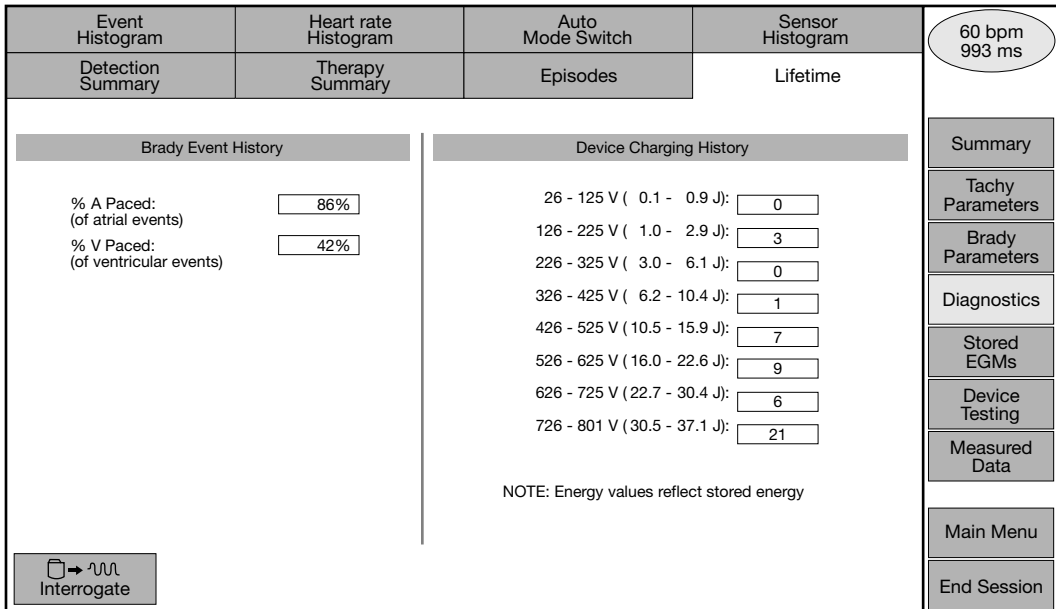 Event
Histogram
Heart rate
Histogram
Auto
Mode Switch
Sensor
Histogram
60 bpm
993 ms
Detection
Summary
Therapy
Summary
Episodes
Lifetime
Brady Event History
% A Paced: 86%
(of atrial events)
% V Paced: 42%
(of ventricular events)
Device Charging History
26 - 125 V ( 0.1 - 0.9 J): 0
126 - 225 V ( 1.0 - 2.9 J): 3
226 - 325 V ( 3.0 - 6.1 J): 0
326 - 425 V ( 6.2 - 10.4 J): 1
426 - 525 V (10.5 - 15.9 J): 7
526 - 625 V (16.0 - 22.6 J): 9
626 - 725 V (22.7 - 30.4 J): 6
726 - 801 V (30.5 - 37.1 J): 21
NOTE: Energy values reflect stored energy
Summary
Tachy
Parameters
Brady
Parameters
Diagnostics
Stored
EGMs
Device
Testing
Measured
Data
Main Menu
End Session
Interrogate